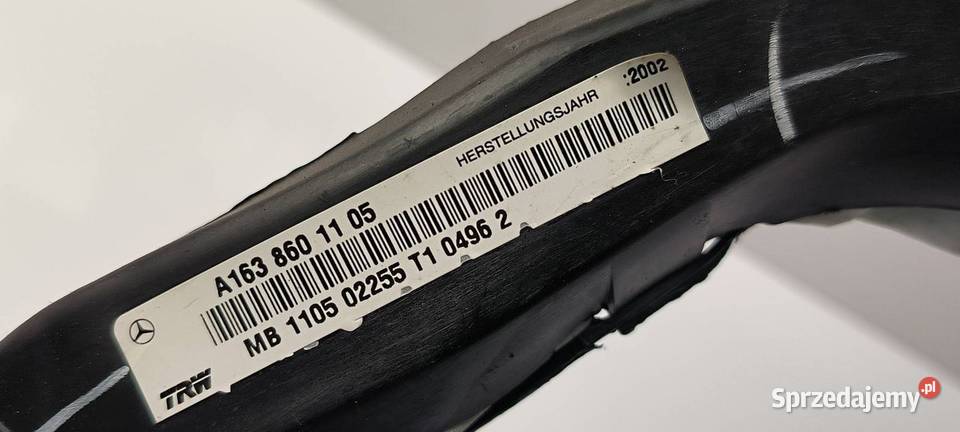 HERSTELLUNGSJAHR :2002
A163 860 11 05
MB 1105 02255 T1 0496 2
TRW
Sprzedajemy.pl